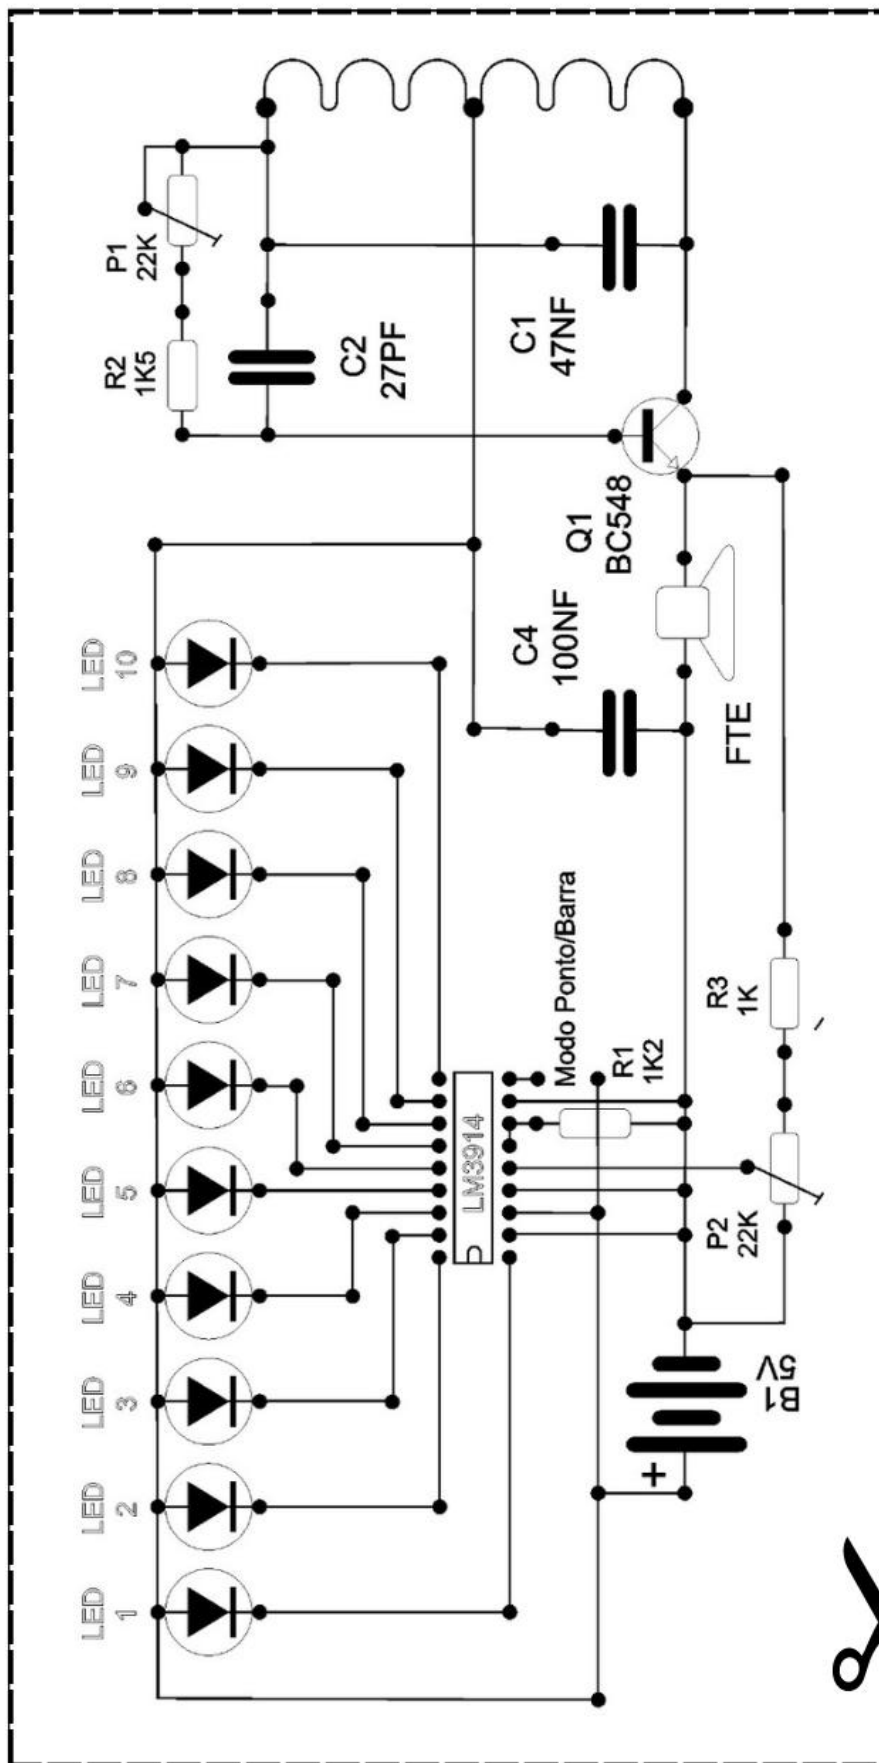 P1
22K
R2
1K5
C2
27PF
C1
47NF
Q1
BC548
C4
100NF
FTE
LED
10
LED
9
LED
8
LED
7
LED
6
LED
5
LED
4
LED
3
LED
2
LED
1
LM3914
Modo Ponto/Barra
R1
1K2
R3
1K
P2
22K
B1
5V
+